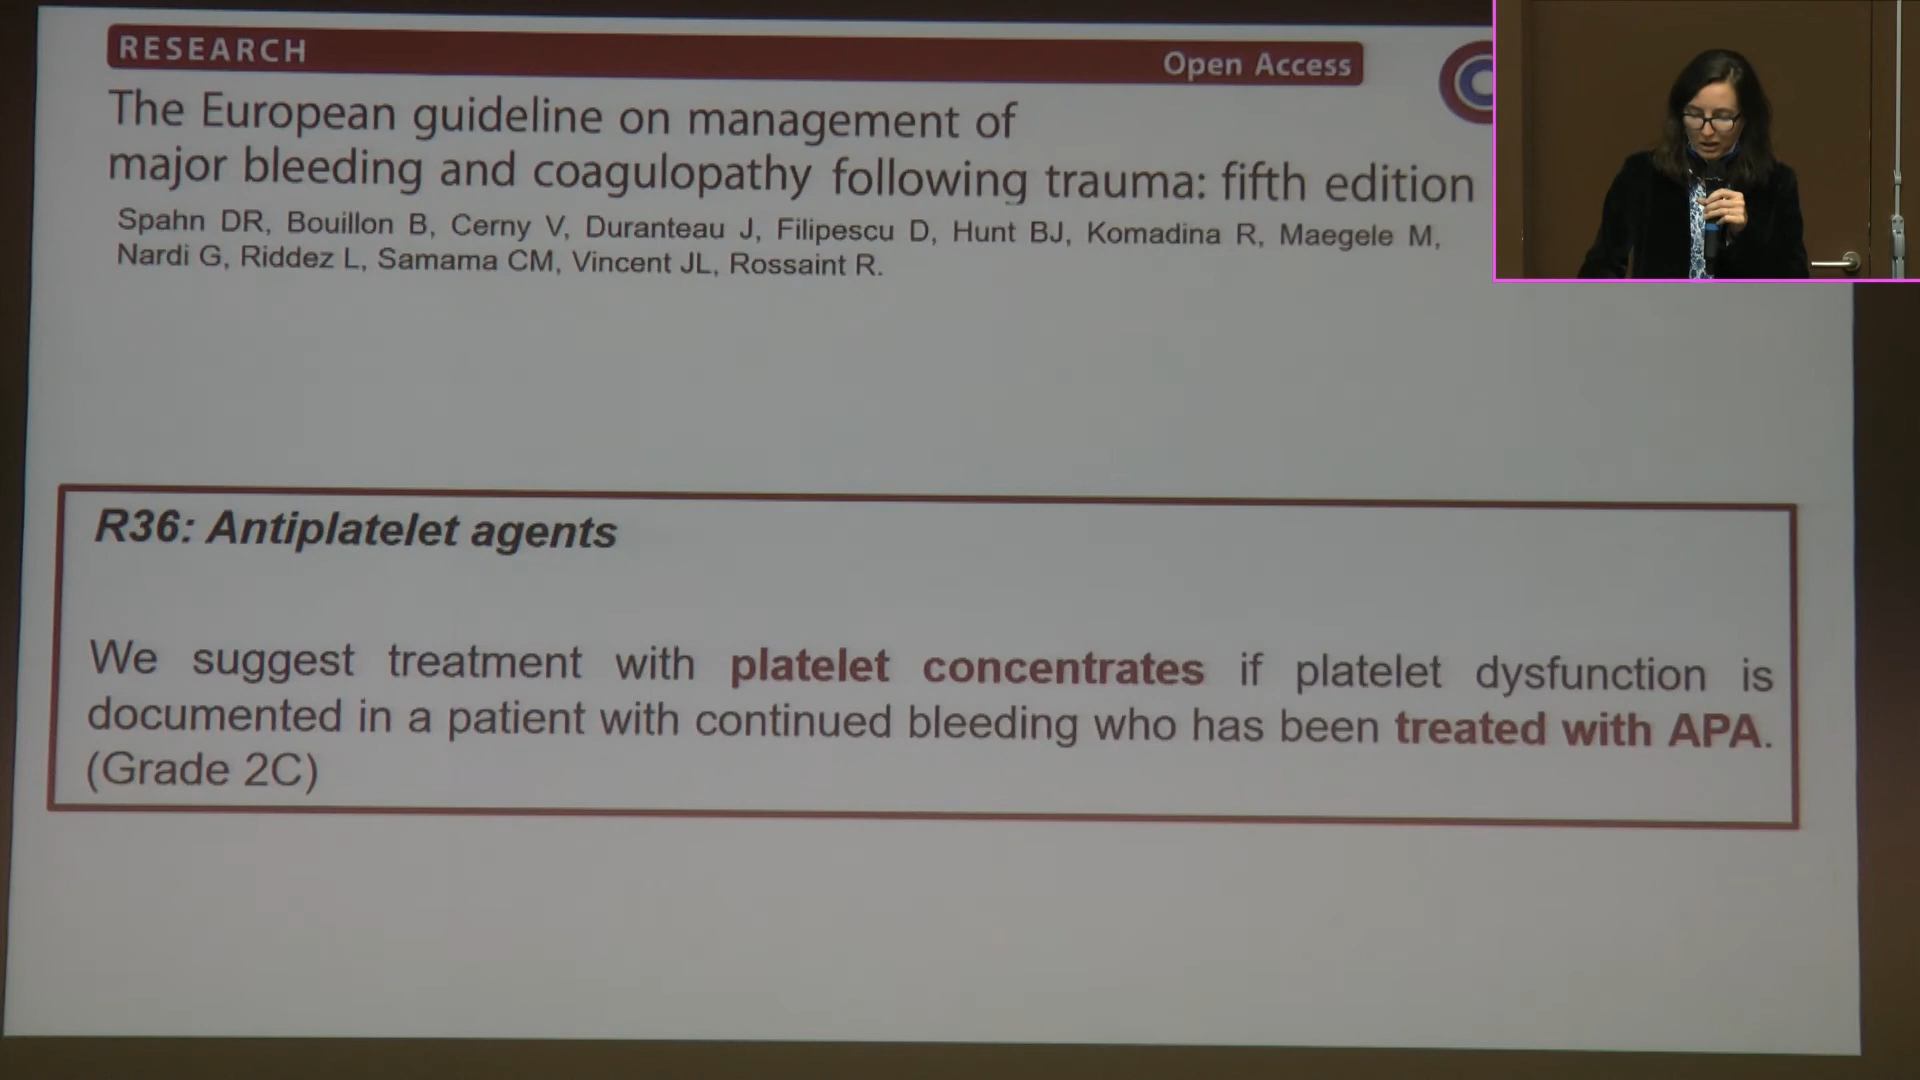 RESEARCH
Open Access
The European guideline on management of
major bleeding and coagulopathy following trauma: fifth edition
Spahn DR, Bouillon B, Cerny V, Duranteau J, Filipescu D, Hunt BJ, Komadina R, Maegele M,
Nardi G, Riddez L, Samama CM, Vincent JL, Rossaint R.
R36: Antiplatelet agents
We suggest treatment with platelet concentrates if platelet dysfunction is
documented in a patient with continued bleeding who has been treated with APA.
(Grade 2C)